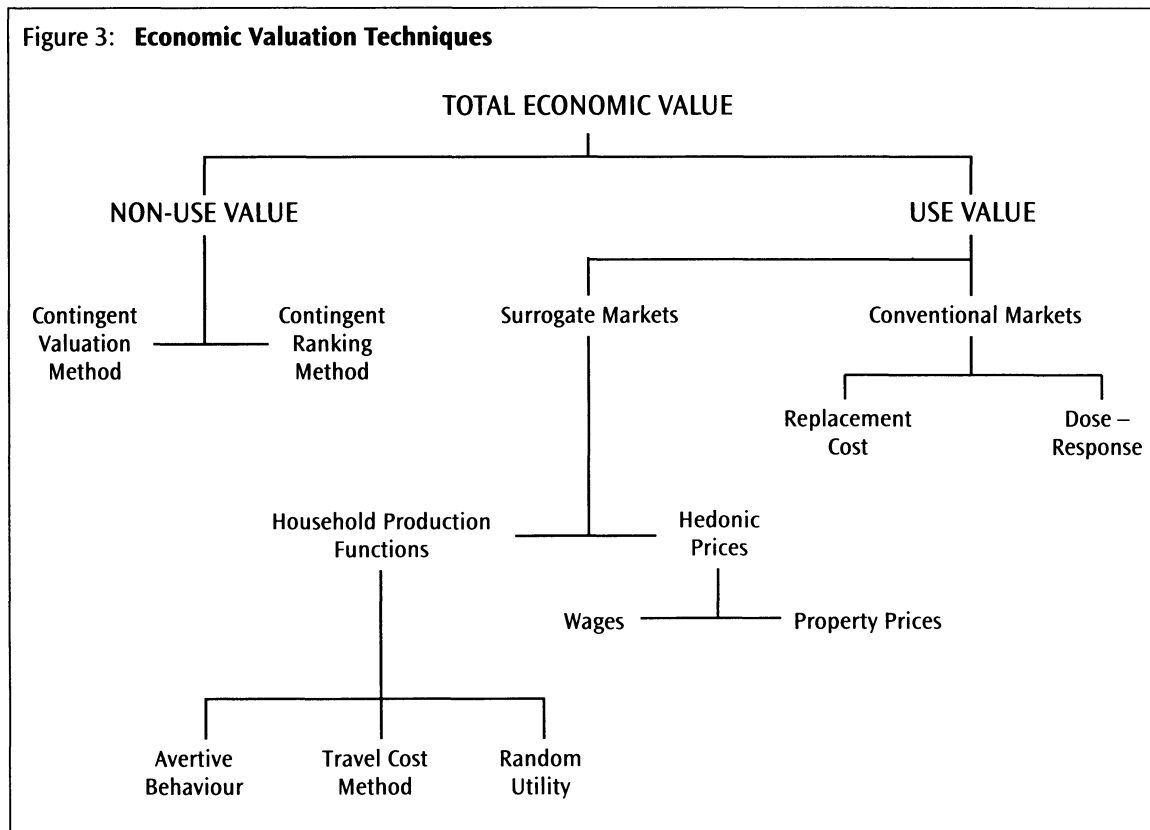 Figure 3: Economic Valuation Techniques
TOTAL ECONOMIC VALUE
NON-USE VALUE
USE VALUE
Contingent
Valuation
Method
Contingent
Ranking
Method
Surrogate Markets
Conventional Markets
Replacement
Cost
Dose –
Response
Household Production
Functions
Hedonic
Prices
Wages
Property Prices
Avertive
Behaviour
Travel Cost
Method
Random
Utility